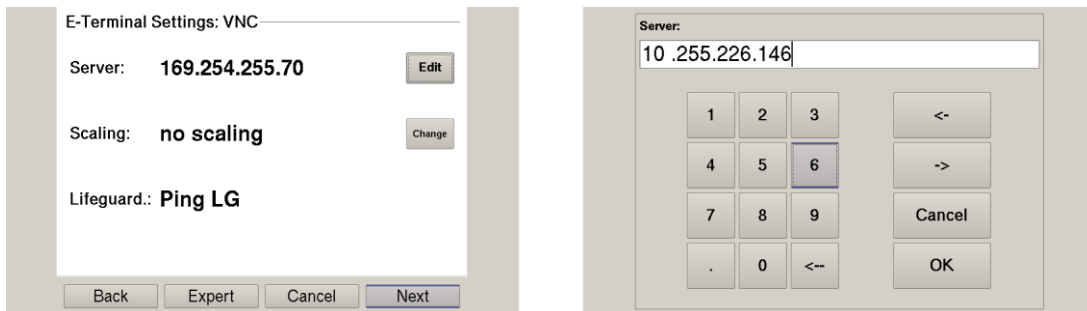 E-Terminal Settings: VNC
Server: 169.254.255.70 Edit
Scaling: no scaling Change
Lifeguard.: Ping LG
Back Expert Cancel Next
Server:
10 .255.226.146
1 2 3 <-
4 5 6 ->
7 8 9 Cancel
. 0 <-- OK